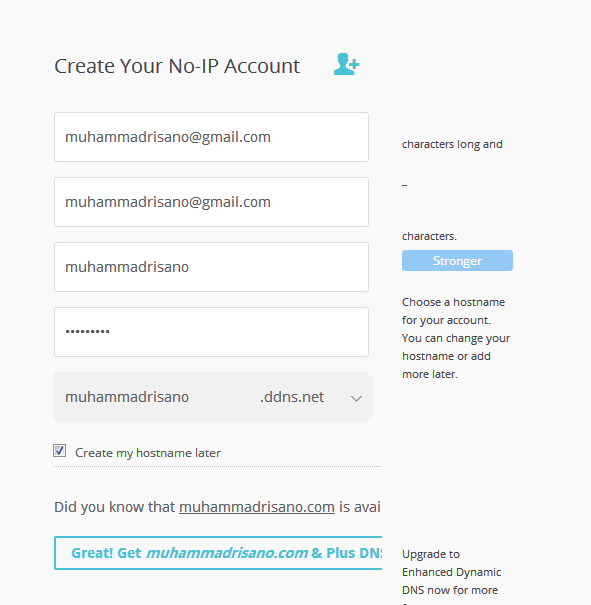 Create Your No-IP Account
muhammadrisano@gmail.com
characters long and
muhammadrisano@gmail.com
_
characters.
Stronger
muhammadrisano
Choose a hostname
for your account.
You can change your
hostname or add
more later.
•••••••••
muhammadrisano .ddns.net
Create my hostname later
Did you know that muhammadrisano.com is avai
Great! Get muhammadrisano.com & Plus DN
Upgrade to
Enhanced Dynamic
DNS now for more